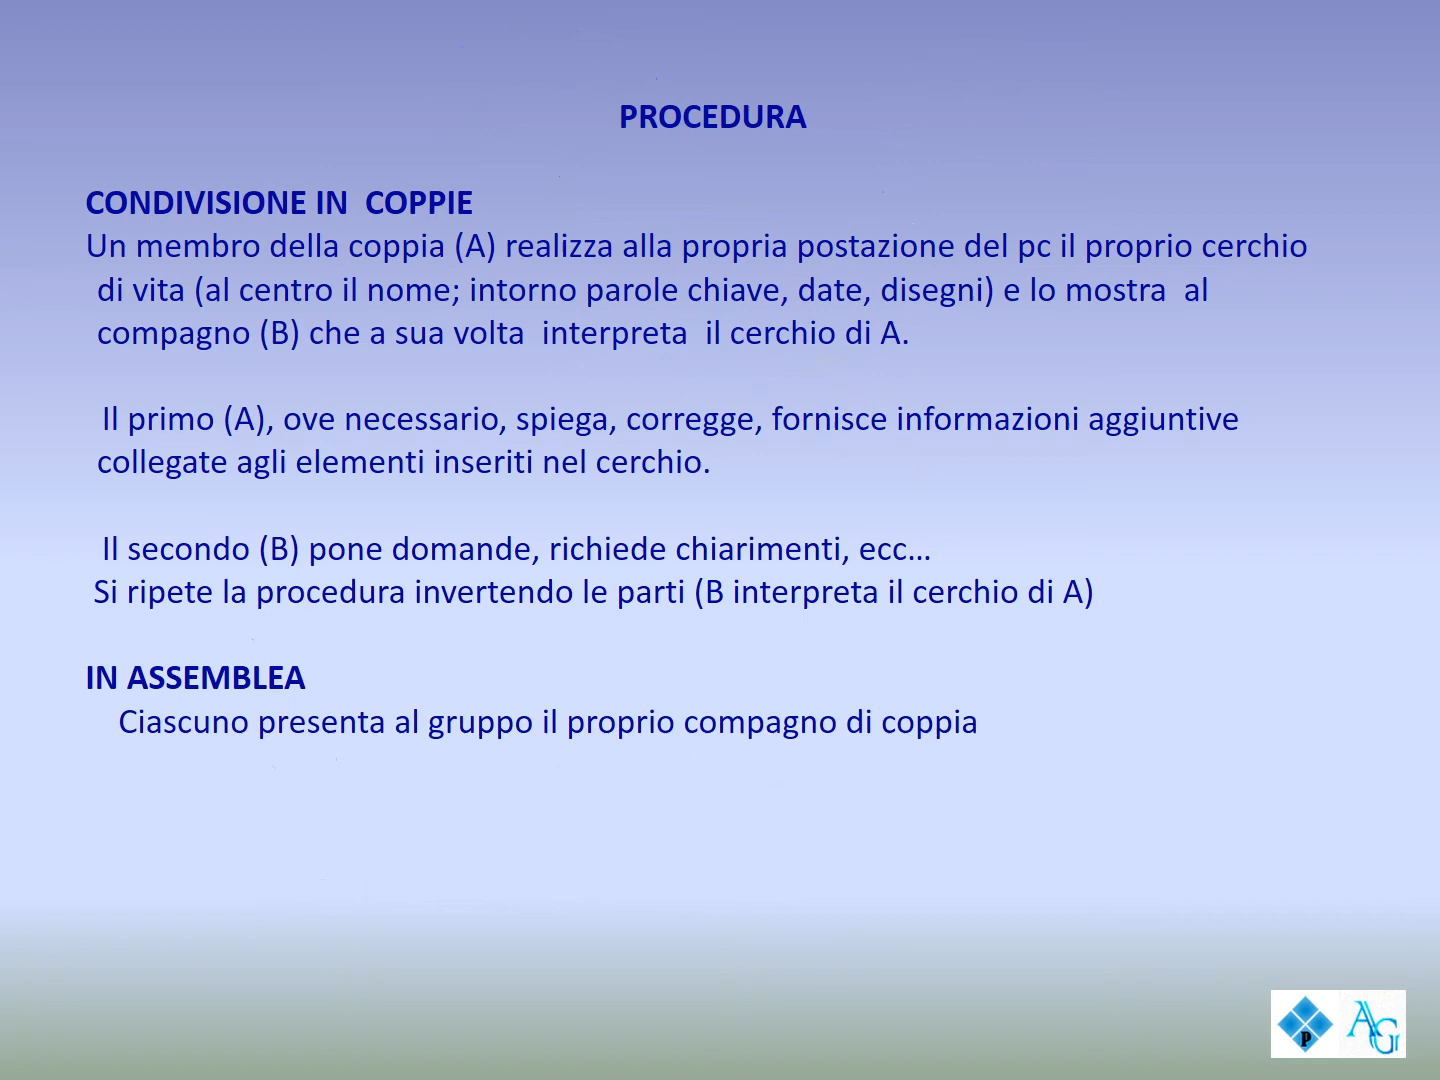 PROCEDURA
CONDIVISIONE IN  COPPIE
Un membro della coppia (A) realizza alla propria postazione del pc il proprio cerchio
di vita (al centro il nome; intorno parole chiave, date, disegni) e lo mostra  al
compagno (B) che a sua volta  interpreta  il cerchio di A.
Il primo (A), ove necessario, spiega, corregge, fornisce informazioni aggiuntive
collegate agli elementi inseriti nel cerchio.
Il secondo (B) pone domande, richiede chiarimenti, ecc…
Si ripete la procedura invertendo le parti (B interpreta il cerchio di A)
IN ASSEMBLEA
Ciascuno presenta al gruppo il proprio compagno di coppia
P
AG